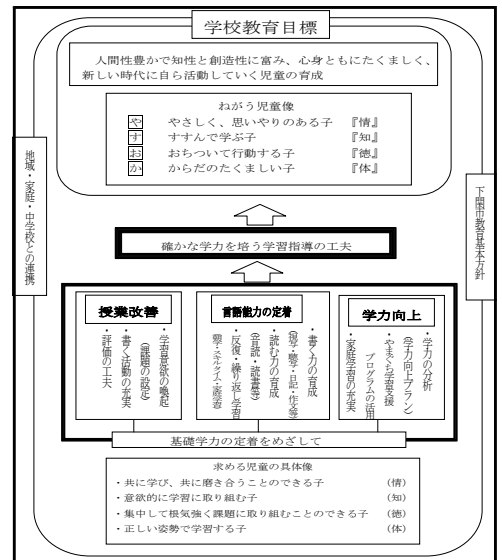 学校教育目標
人間性豊かで知性と創造性に富み、心身ともにたくましく、
新しい時代に自ら活動していく児童の育成
ねがう児童像
や やさしく、思いやりのある子 『情』
す すすんで学ぶ子 『知』
お おちついて行動する子 『徳』
か からだのたくましい子 『体』
地域・家庭・中学校との連携
下関市教育基本方針
確かな学力を培う学習指導の工夫
授業改善
・学習意欲の喚起
(課題の設定)
・書く活動の充実
・評価の工夫
言語能力の定着
・書く力の育成
(視写・聴写・日記・作文等)
・読む力の育成
(音読・読書等)
・反復・繰り返し学習
学力向上
・学力の分析
(学力向上プラン)
・やまぐち学習支援
プログラムの活用
・家庭学習の充実
基礎学力の定着をめざして
求める児童の具体像
・共に学び、共に磨き合うことのできる子 (情)
・意欲的に学習に取り組む子 (知)
・集中して根気強く課題に取り組むことのできる子 (徳)
・正しい姿勢で学習する子 (体)